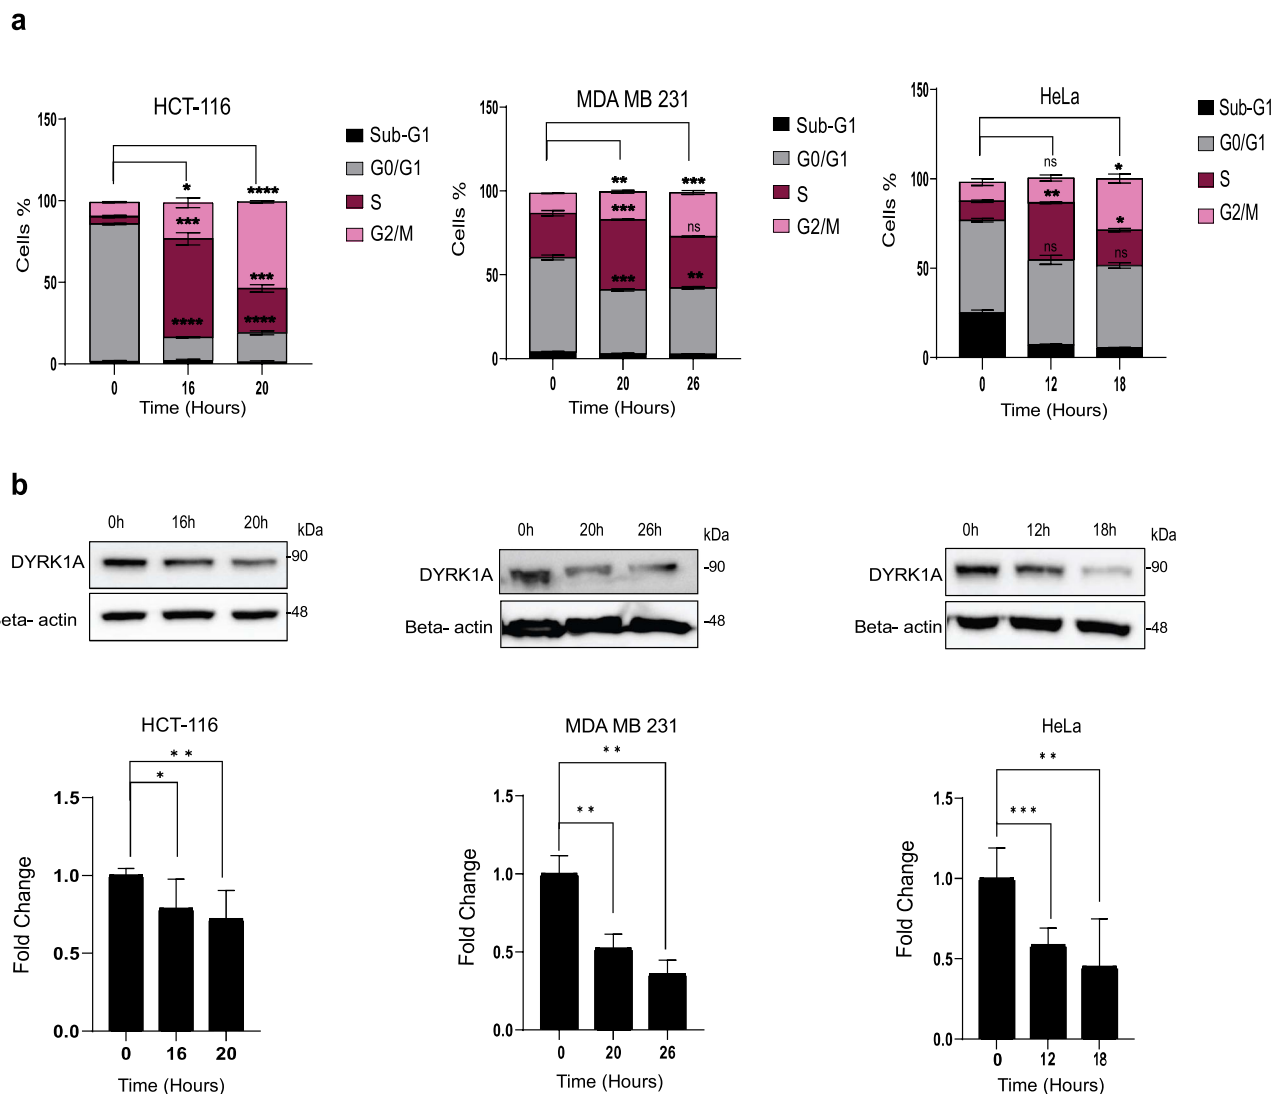 a
HCT-116
Cells %
150
100
50
0
* ****
*** ***
**** ****
0 16 20
Time (Hours)
Sub-G1
G0/G1
S
G2/M
MDA MB 231
Cells %
150
100
50
0
** ***
*** ns
*** **
0 20 26
Time (Hours)
Sub-G1
G0/G1
S
G2/M
HeLa
Cells %
150
100
50
0
ns *
** *
ns ns
0 12 18
Time (Hours)
Sub-G1
G0/G1
S
G2/M
b
0h 16h 20h kDa
DYRK1A -90
eta- actin -48
0h 20h 26h kDa
DYRK1A -90
Beta- actin -48
0h 12h 18h kDa
DYRK1A -90
Beta- actin -48
HCT-116
* *
*
Fold Change
1.5
1.0
0.5
0.0
0 16 20
Time (Hours)
MDA MB 231
* *
* *
Fold Change
1.5
1.0
0.5
0.0
0 20 26
Time (Hours)
HeLa
* *
* * *
Fold Change
1.5
1.0
0.5
0.0
0 12 18
Time (Hours)